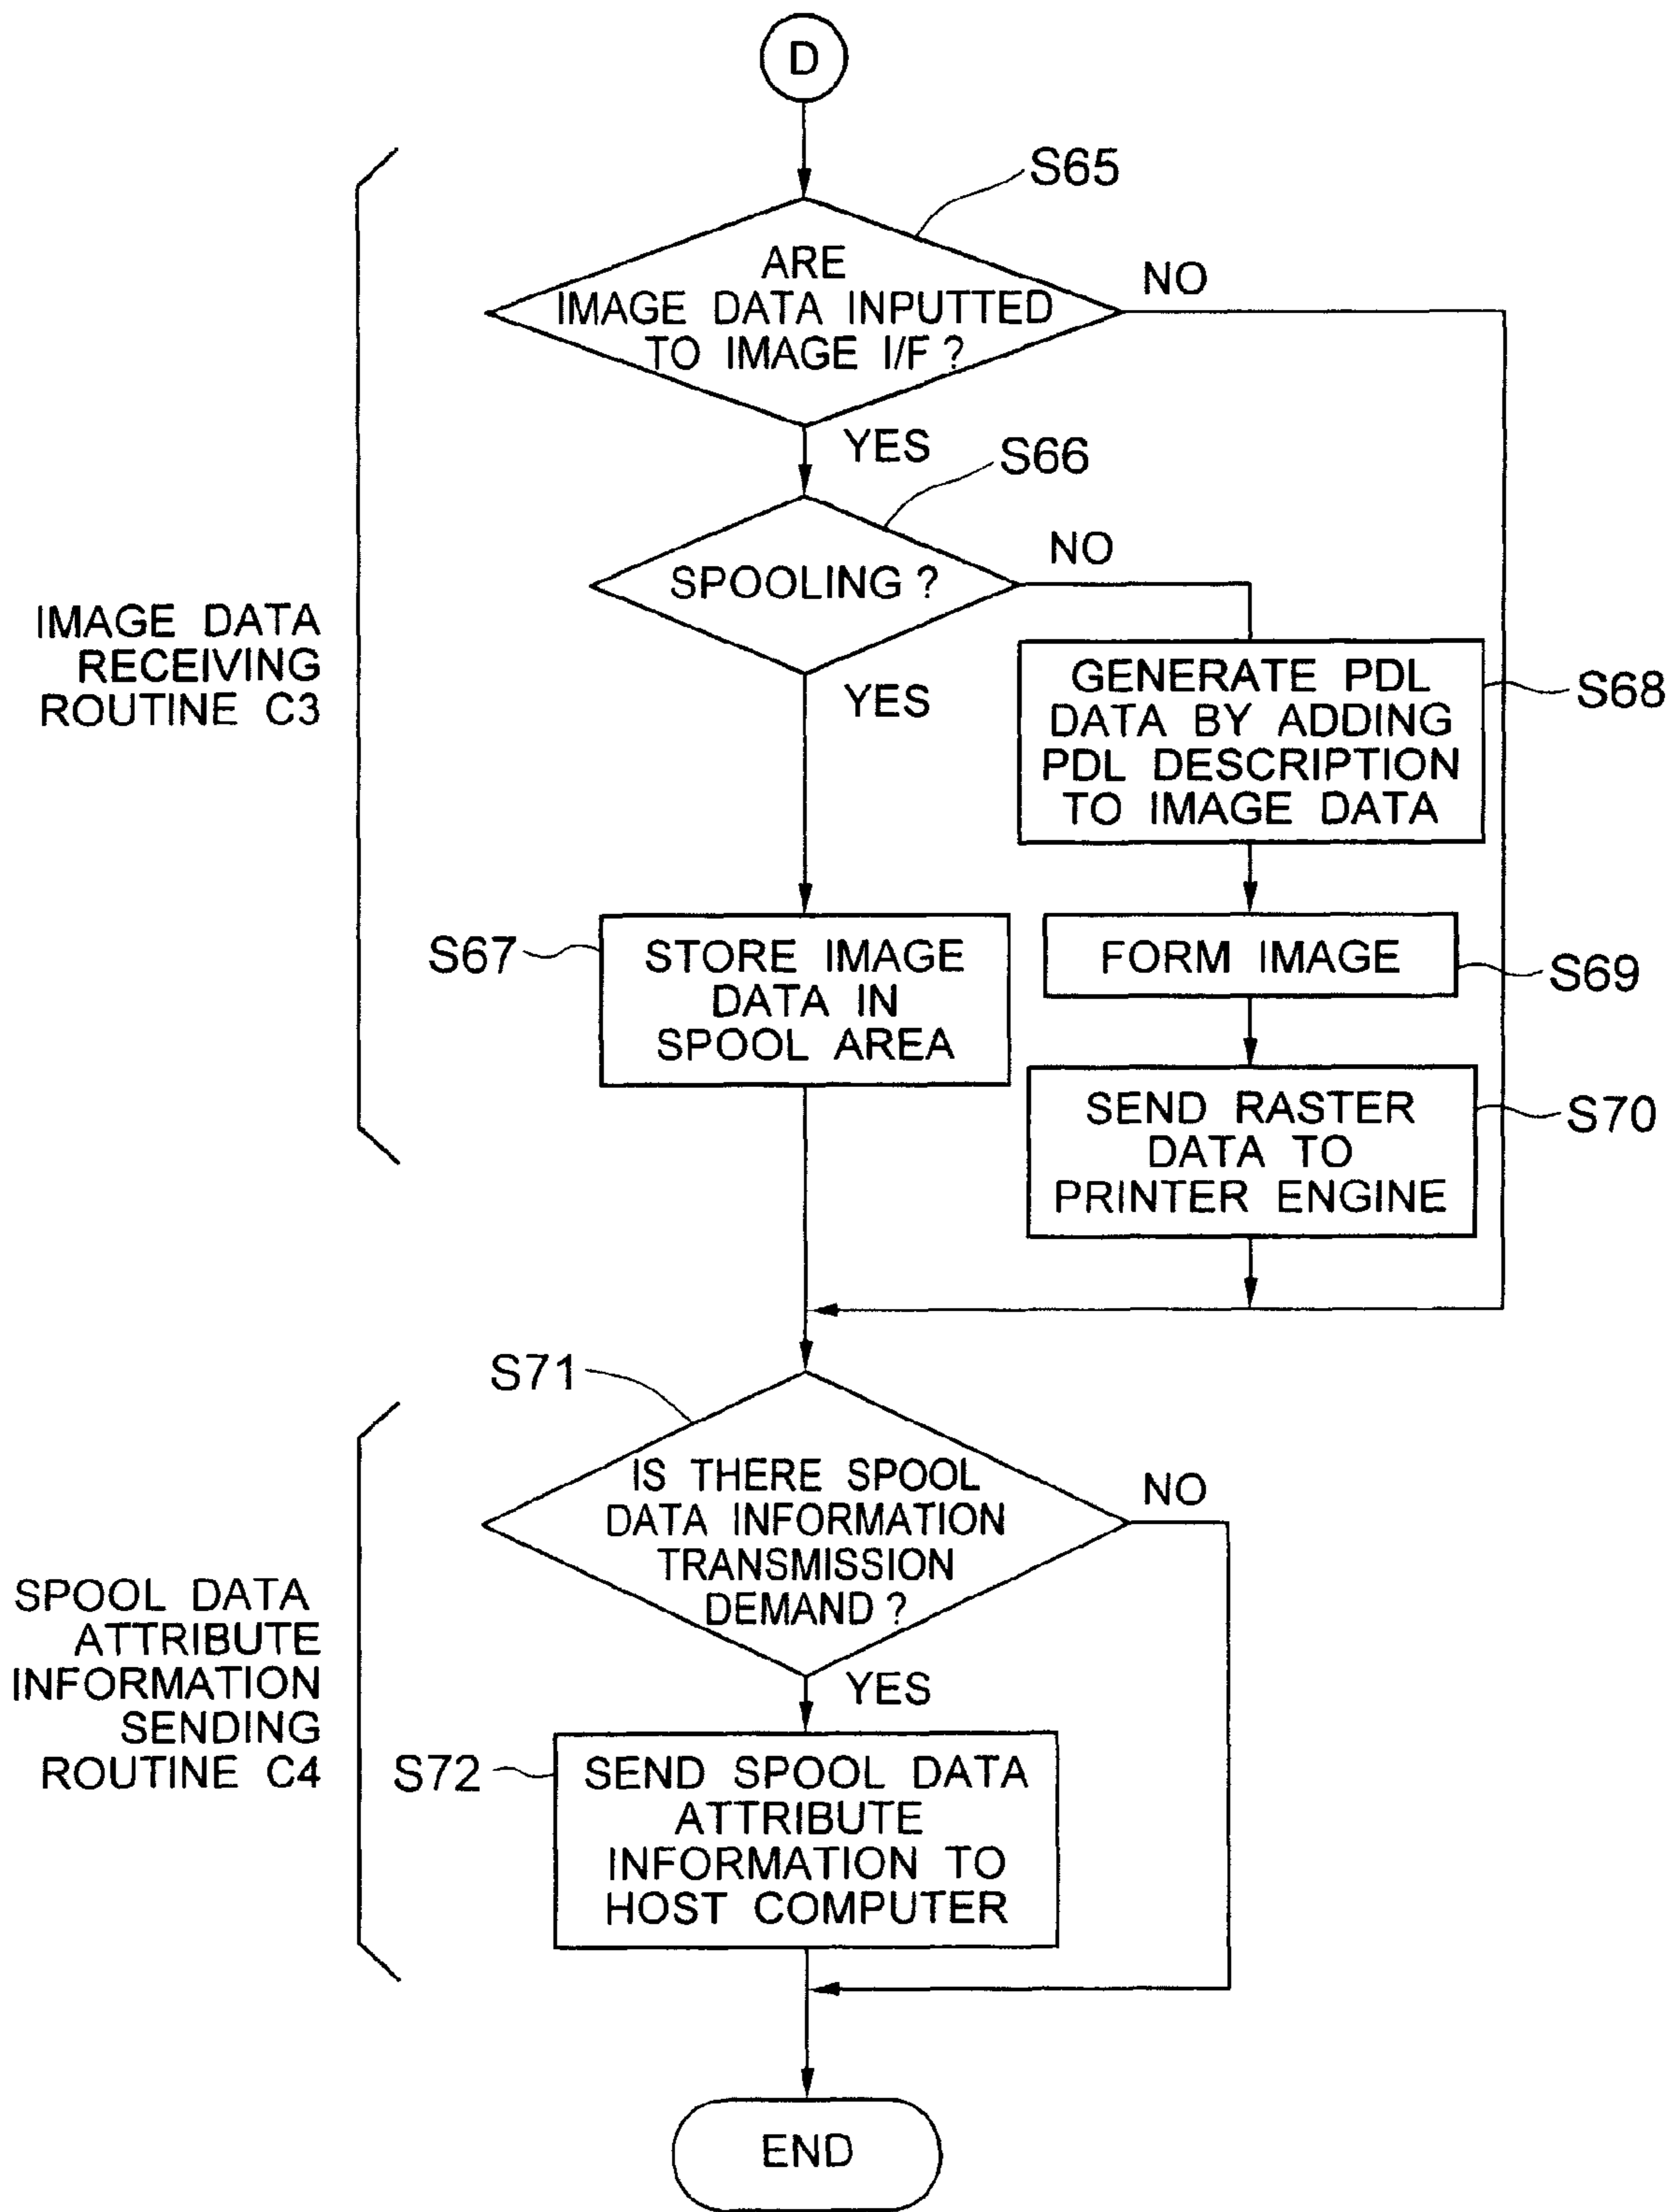 D
S65
ARE
IMAGE DATA INPUTTED
TO IMAGE I/F ?
NO
YES
S66
SPOOLING ?
NO
YES
IMAGE DATA
RECEIVING
ROUTINE C3
GENERATE PDL
DATA BY ADDING
PDL DESCRIPTION
TO IMAGE DATA
S68
S67
STORE IMAGE
DATA IN
SPOOL AREA
FORM IMAGE
S69
SEND RASTER
DATA TO
PRINTER ENGINE
S70
S71
IS THERE SPOOL
DATA INFORMATION
TRANSMISSION
DEMAND ?
NO
YES
SPOOL DATA
ATTRIBUTE
INFORMATION
SENDING
ROUTINE C4
S72
SEND SPOOL DATA
ATTRIBUTE
INFORMATION TO
HOST COMPUTER
END